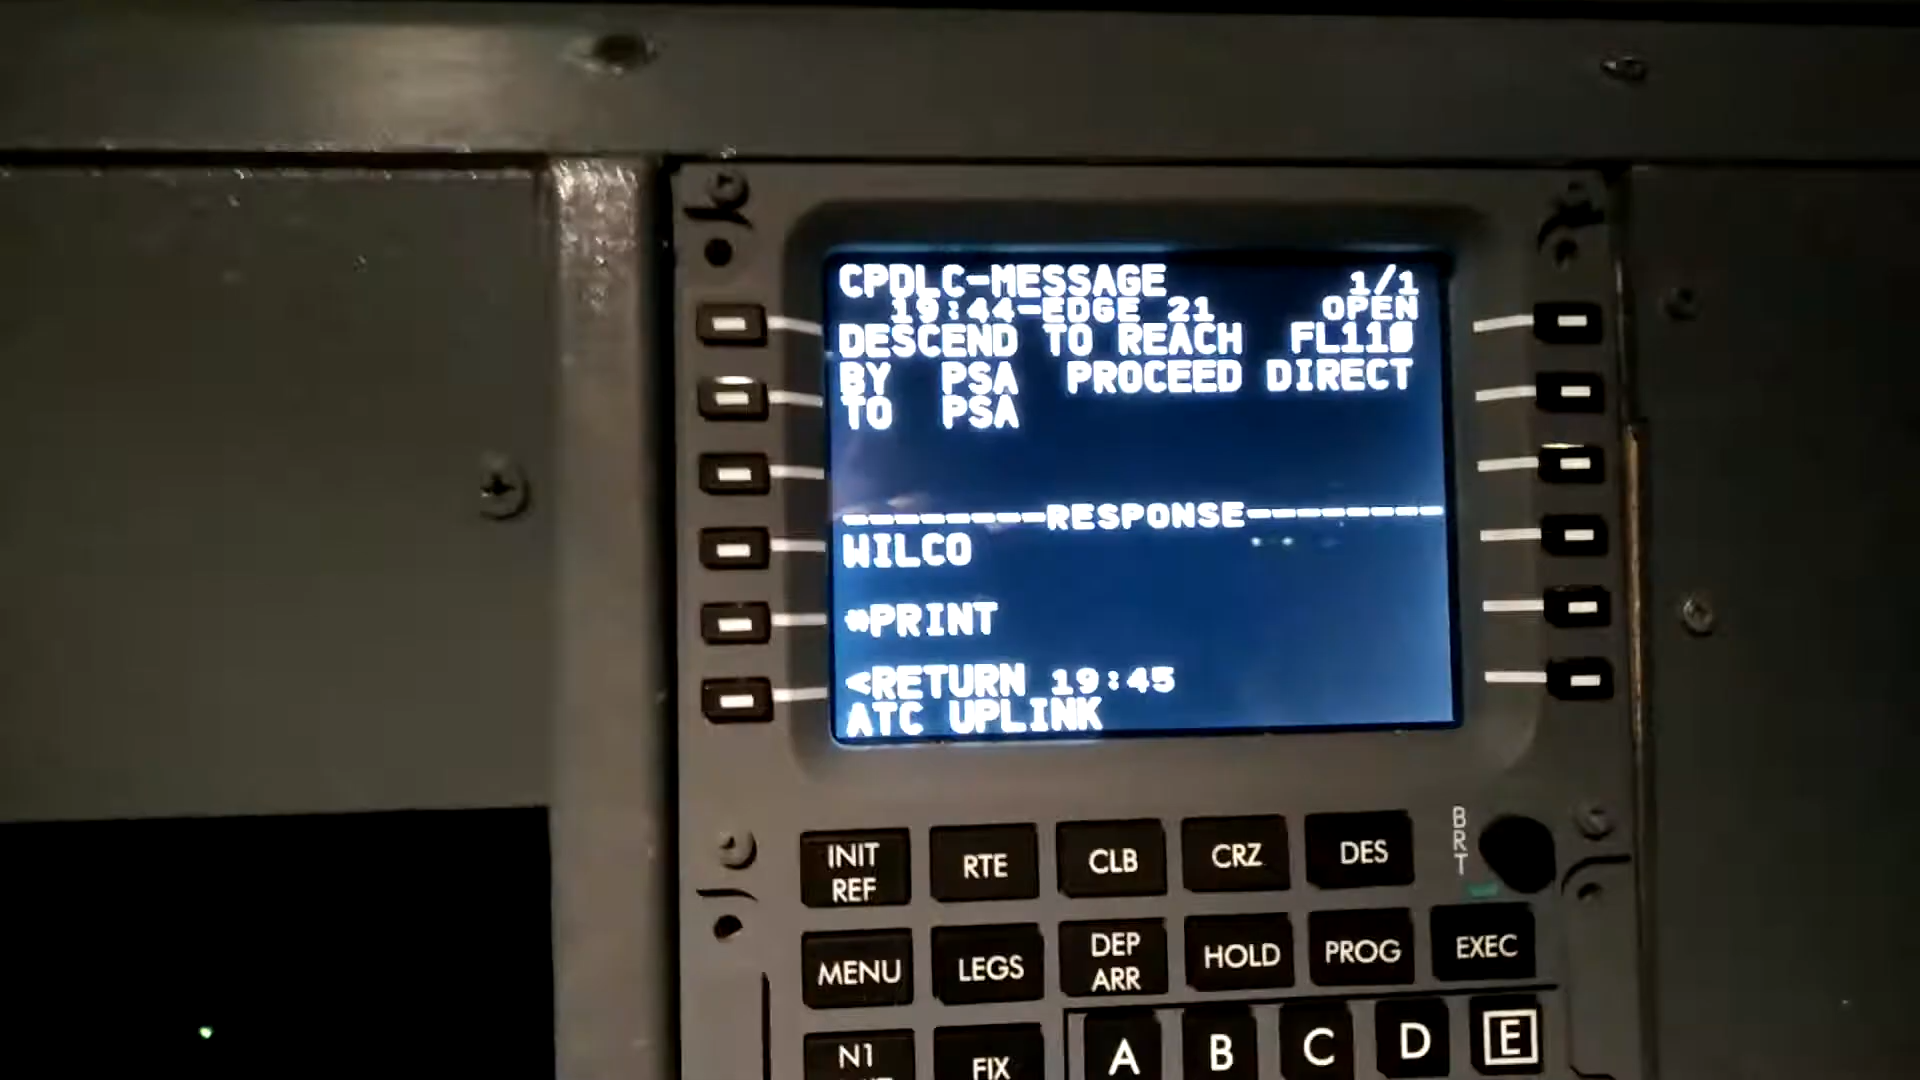 CPDLC-MESSAGE 1/1
19:44-EDGE 21 OPEN
DESCEND TO REACH FL110
BY PSA PROCEED DIRECT
TO PSA
--------RESPONSE--------
WILCO
*PRINT
<RETURN 19:45
ATC UPLINK
BRT
INIT REF
RTE
CLB
CRZ
DES
MENU
LEGS
DEP ARR
HOLD
PROG
EXEC
N1
FIX
A
B
C
D
E